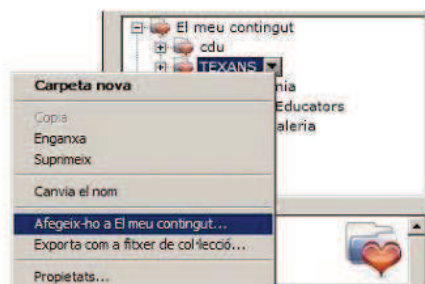 El meu contingut
cdu
TEXANS
Carpeta nova
nia
Educators
Copia
aleria
Enganxa
Suprimeix
Canvia el nom
Afegeix-ho a El meu contingut...
Exporta com a fitxer de col·lecció...
Propietats...